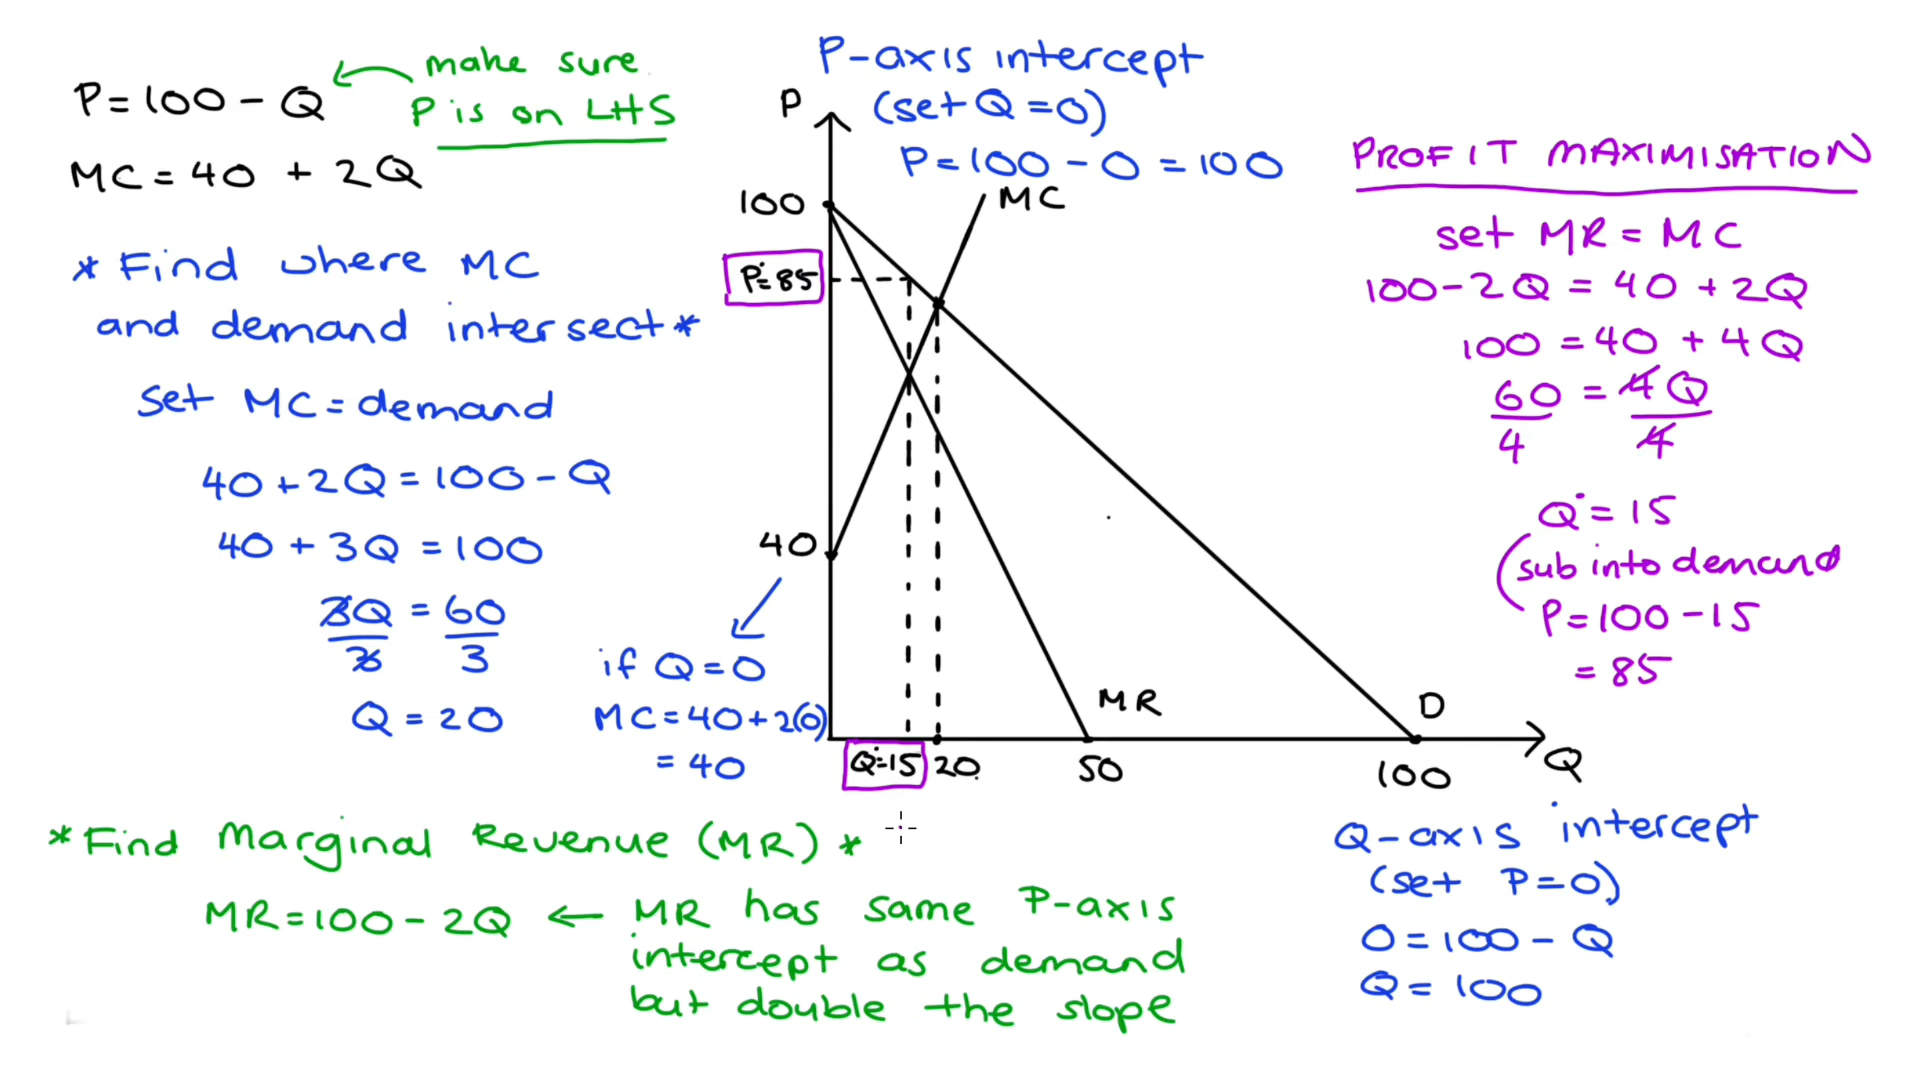 P=100-Q
make sure
P is on LHS
MC=40 + 2Q
*Find where MC
and demand intersect*
set MC=demand
40+2Q=100-Q
40+3Q=100
3Q = 60
3 3
Q = 20
P-axis intercept
(set Q=0)
P=100-0=100
P
100
P*=85
40
MC
MR
D
Q*=15
20
50
100
Q
if Q=0
MC=40+2(0)
= 40
PROFIT MAXIMISATION
set MR=MC
100-2Q=40+2Q
100=40+4Q
60 = 4Q
4 4
Q*=15
sub into demand
P=100-15
= 85
*Find Marginal Revenue (MR)*
MR=100-2Q ← MR has same P-axis
intercept as demand
but double the slope
Q-axis intercept
(set P=0)
0=100-Q
Q=100